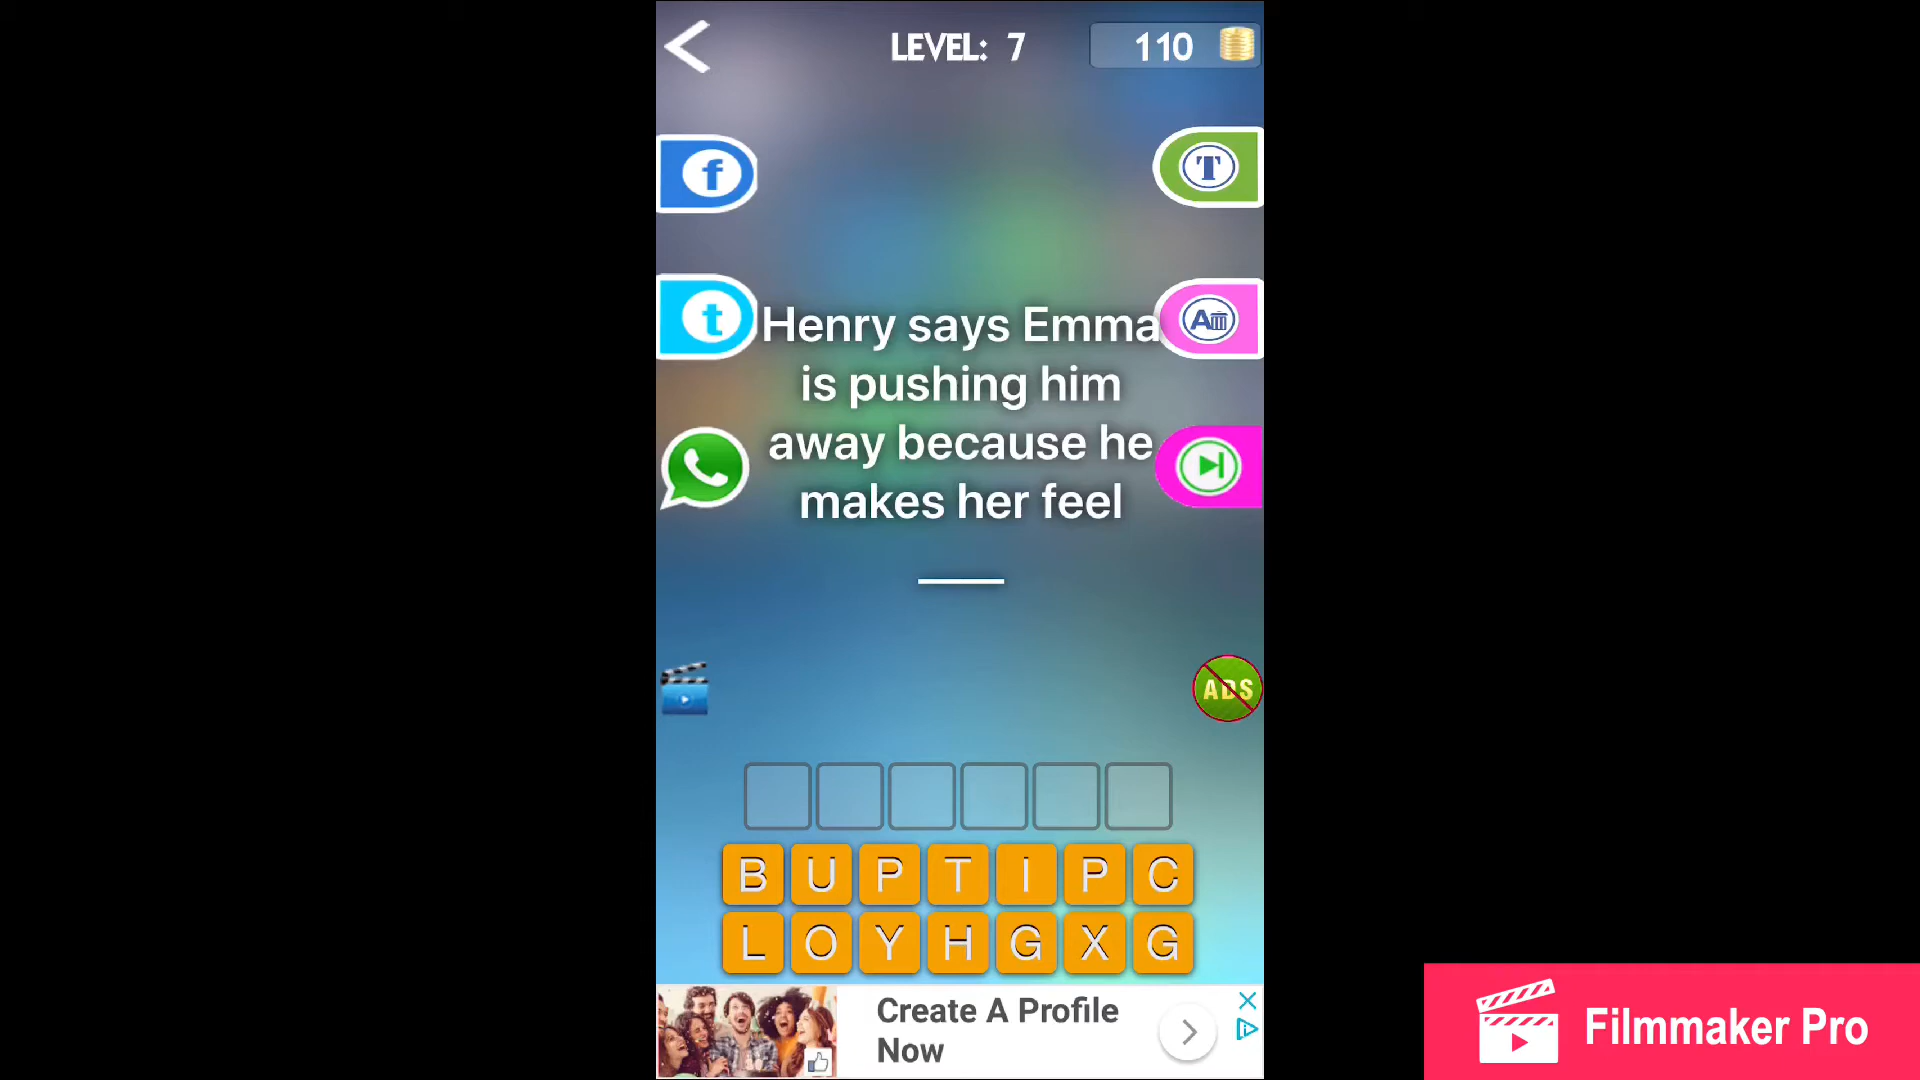 LEVEL: 7
110
f
T
t
A
Henry says Emma
is pushing him
away because he
makes her feel
ADS
B U P T I P C
L O Y H G X G
Create A Profile
Now
Filmmaker Pro